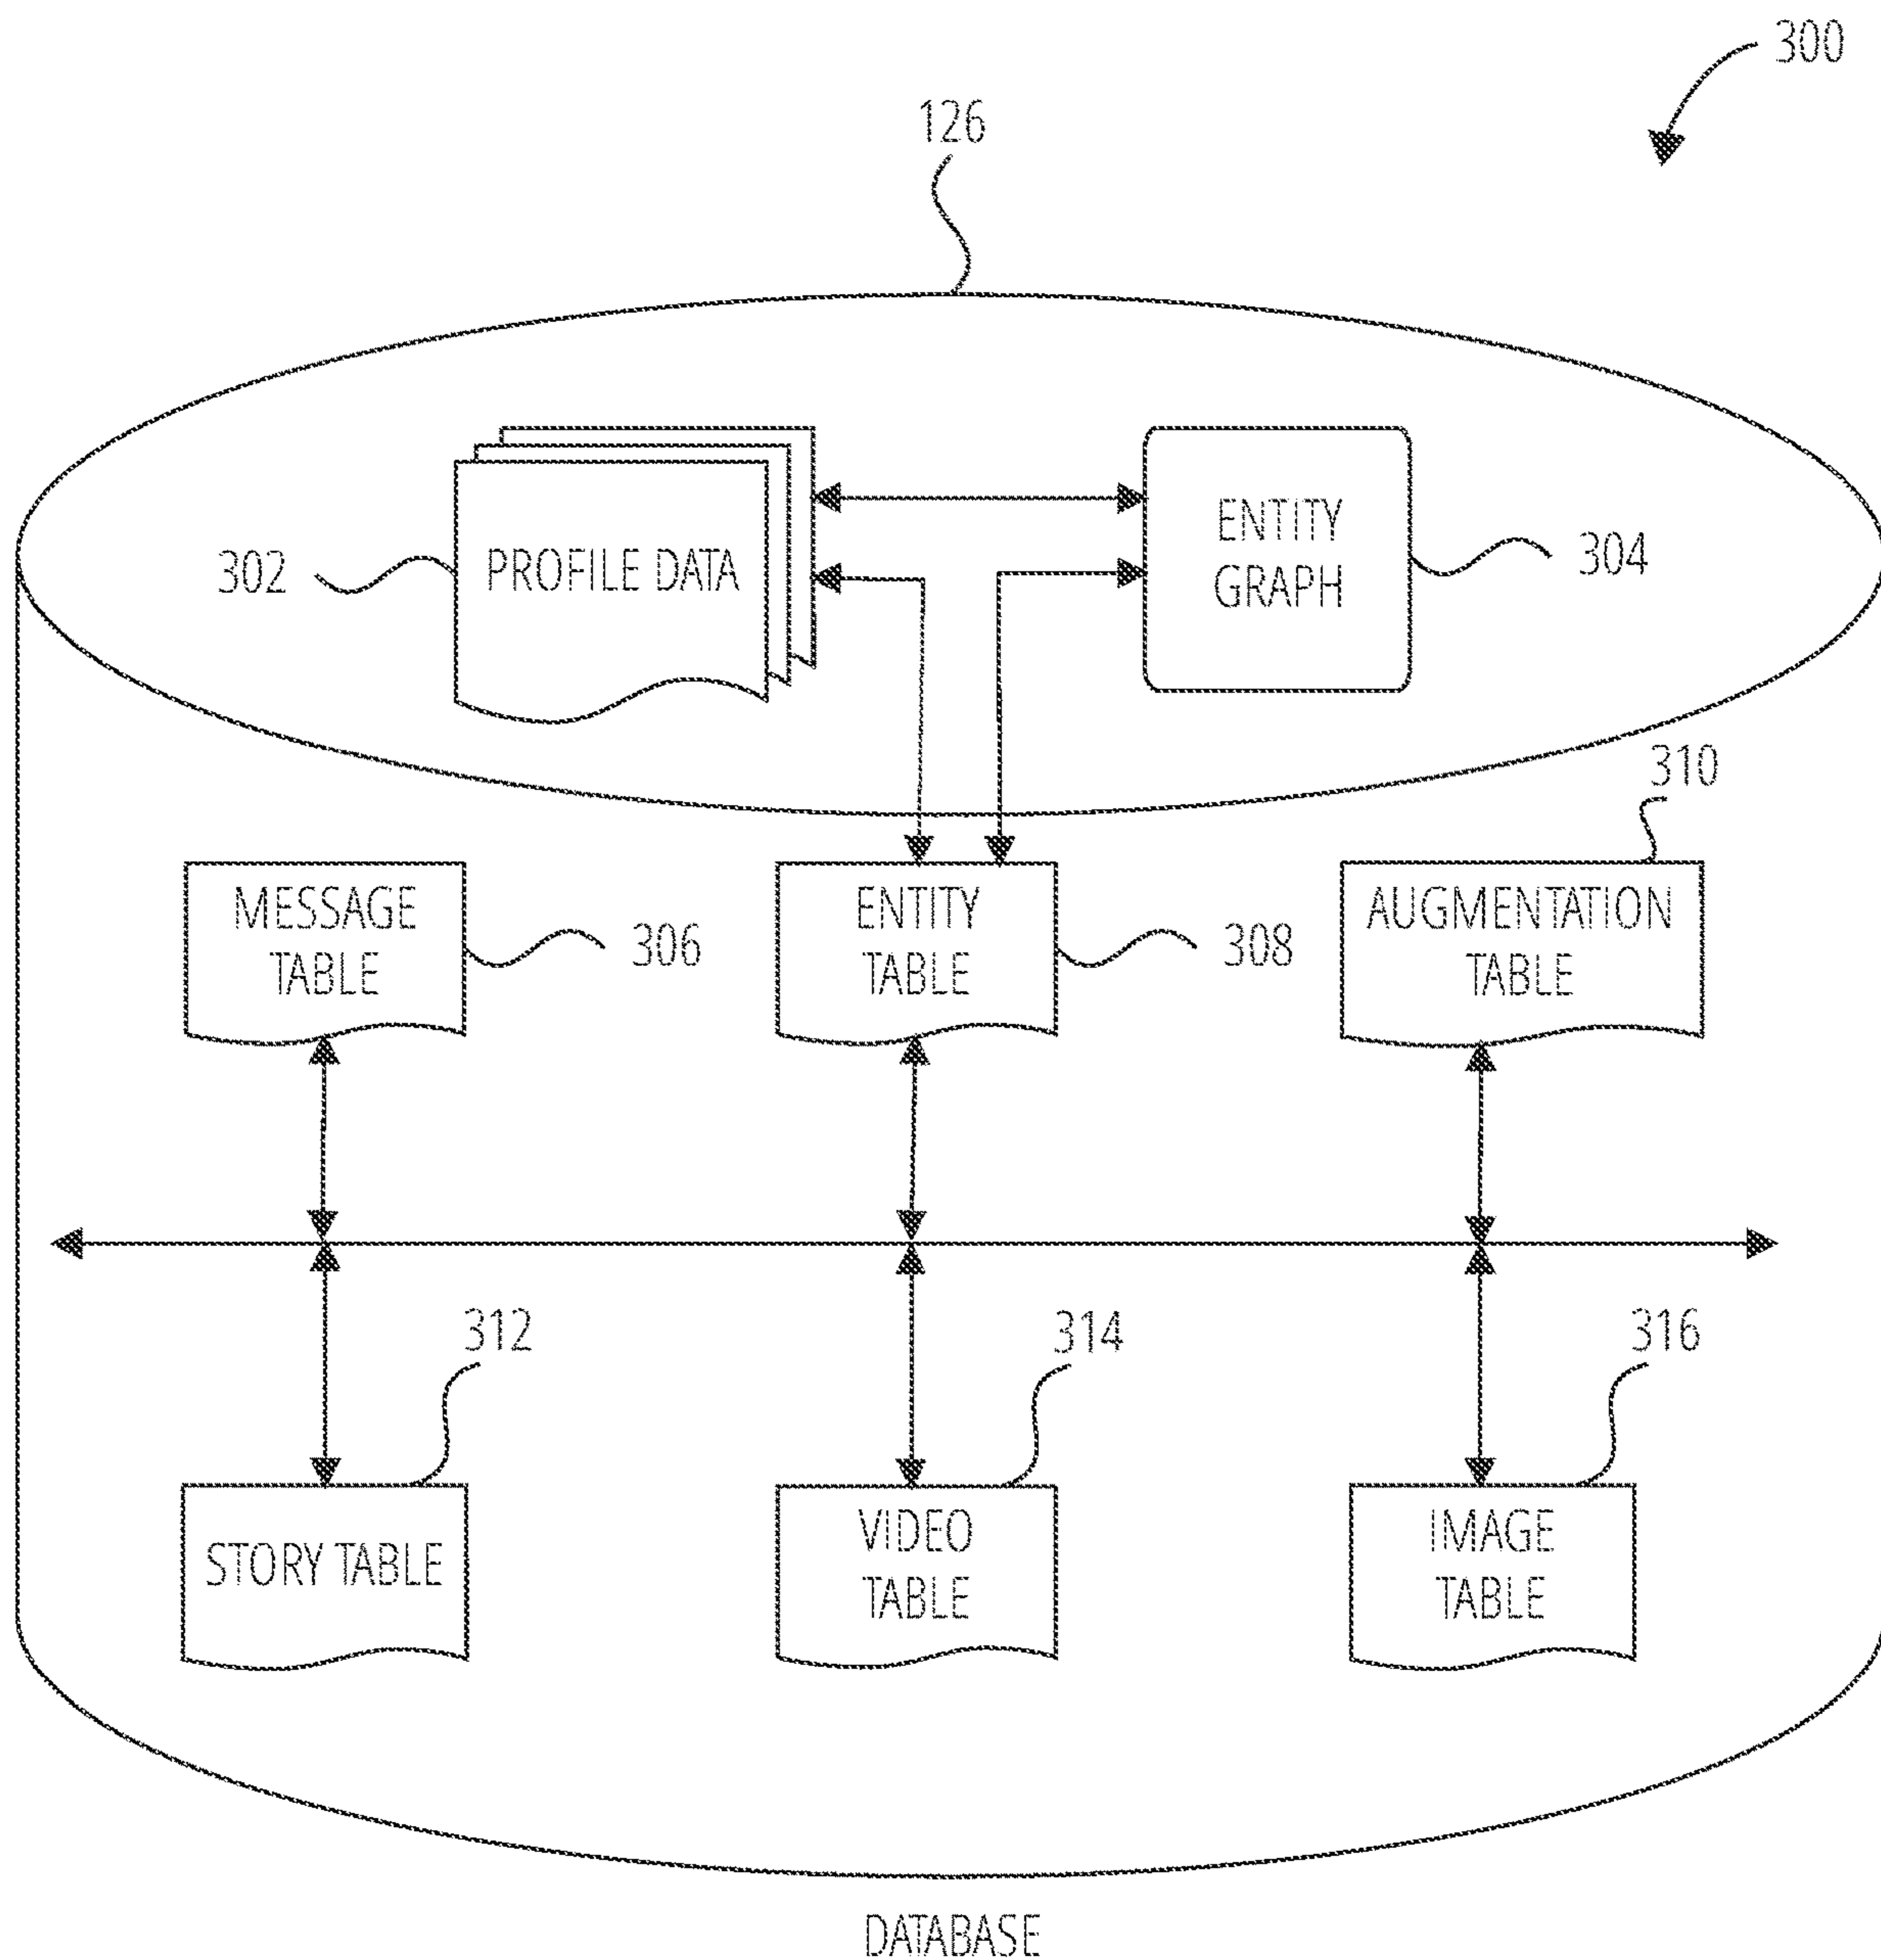 300
126
302
PROFILE DATA
ENTITY
GRAPH
304
310
MESSAGE
TABLE
306
ENTITY
TABLE
308
AUGMENTATION
TABLE
312
314
316
STORY TABLE
VIDEO
TABLE
IMAGE
TABLE
DATABASE